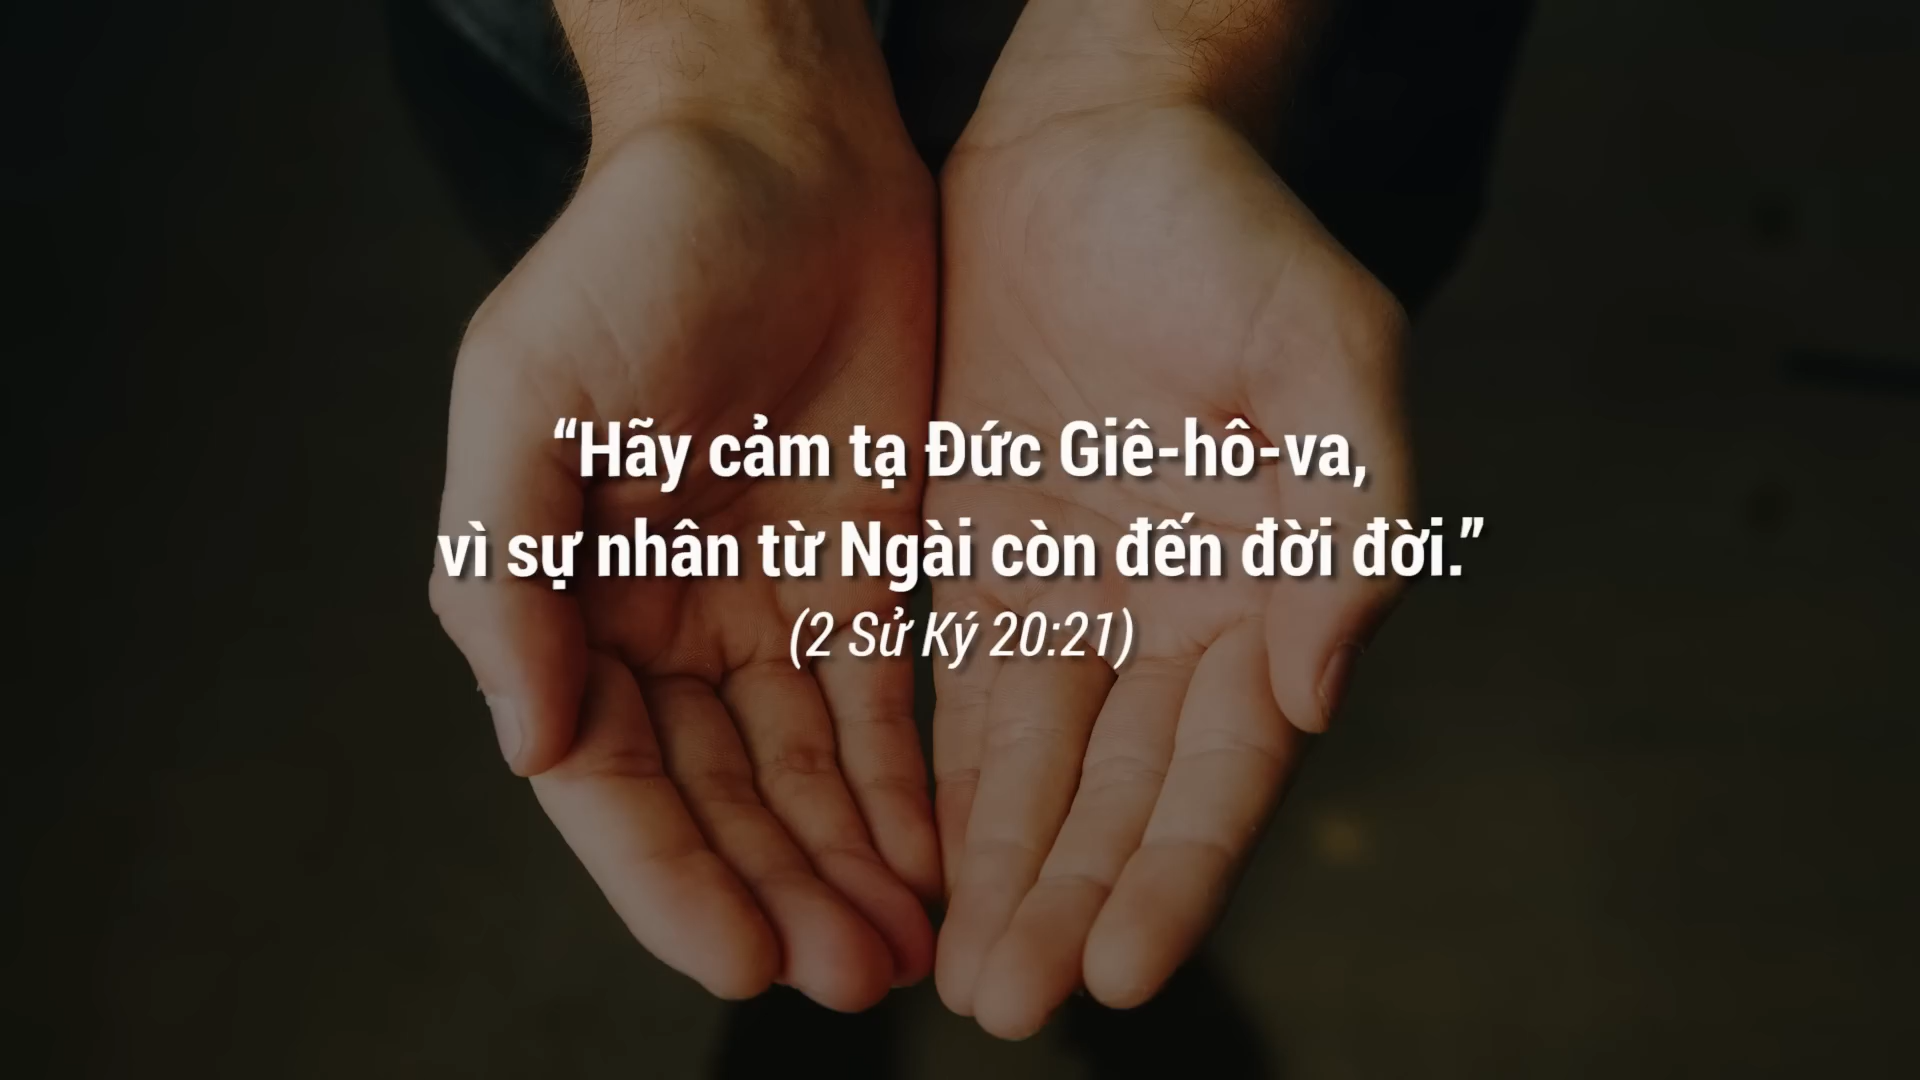 “Hãy cảm tạ Đức Giê-hô-va,
vì sự nhân từ Ngài còn đến đời đời.”
(2 Sử Ký 20:21)